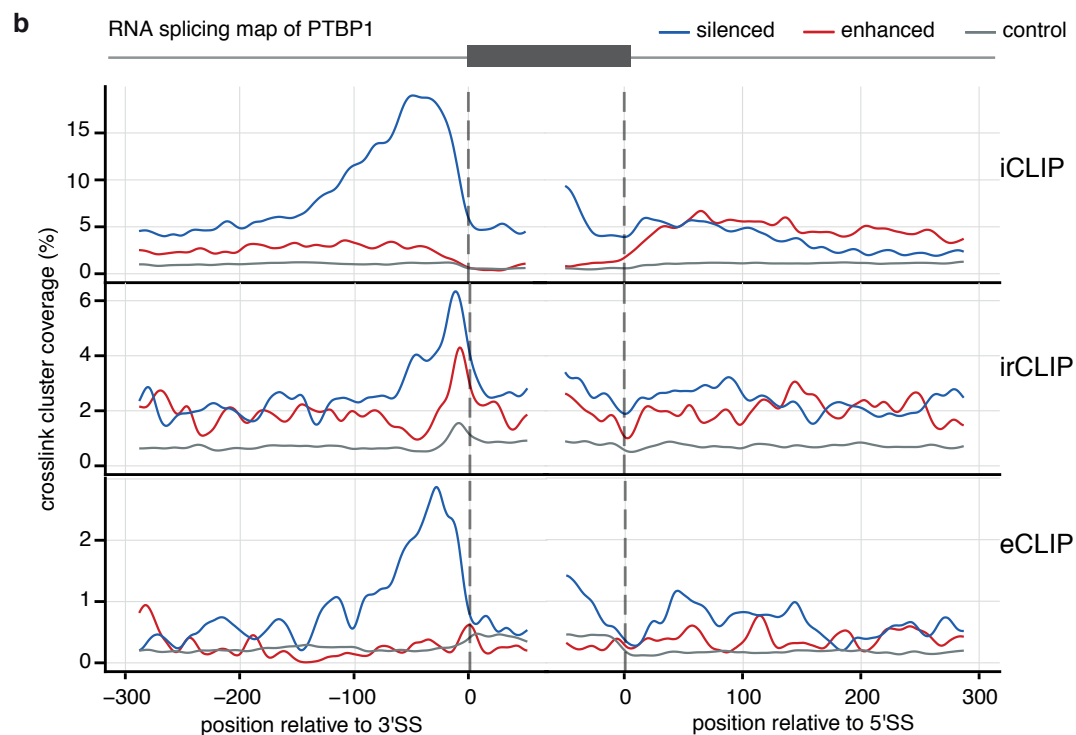 b
RNA splicing map of PTBP1
silenced
enhanced
control
crosslink cluster coverage (%)
15
10
5
0
iCLIP
6
4
2
0
irCLIP
2
1
0
eCLIP
−300
−200
−100
0
0
100
200
300
position relative to 3'SS
position relative to 5'SS